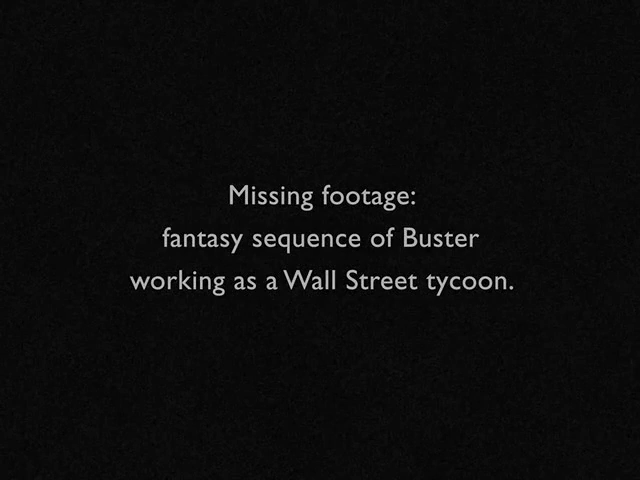 Missing footage:
fantasy sequence of Buster
working as a Wall Street tycoon.